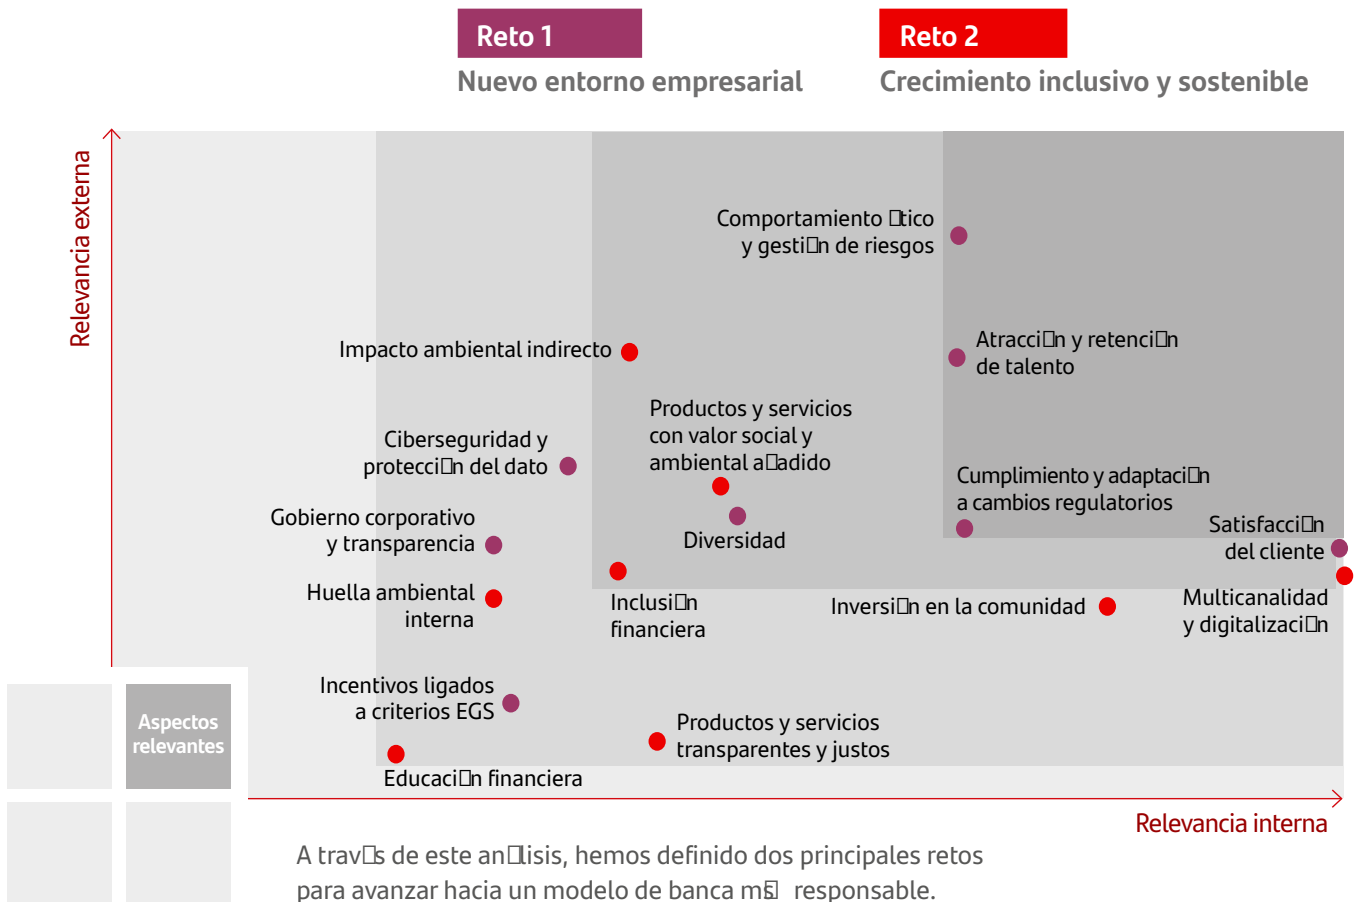 Reto 1
Nuevo entorno empresarial
Reto 2
Crecimiento inclusivo y sostenible
Relevancia externa
Comportamiento □tico
y gesti□n de riesgos
Impacto ambiental indirecto
Atracci□n y retenci□n
de talento
Productos y servicios
con valor social y
ambiental a□adido
Ciberseguridad y
protecci□n del dato
Cumplimiento y adaptaci□n
a cambios regulatorios
Gobierno corporativo
y transparencia
Diversidad
Satisfacci□n
del cliente
Huella ambiental
interna
Inclusi□n
financiera
Inversi□n en la comunidad
Multicanalidad
y digitalizaci□n
Incentivos ligados
a criterios EGS
Productos y servicios
transparentes y justos
Educaci□n financiera
Aspectos
relevantes
Relevancia interna
A trav□s de este an□lisis, hemos definido dos principales retos
para avanzar hacia un modelo de banca m□s responsable.